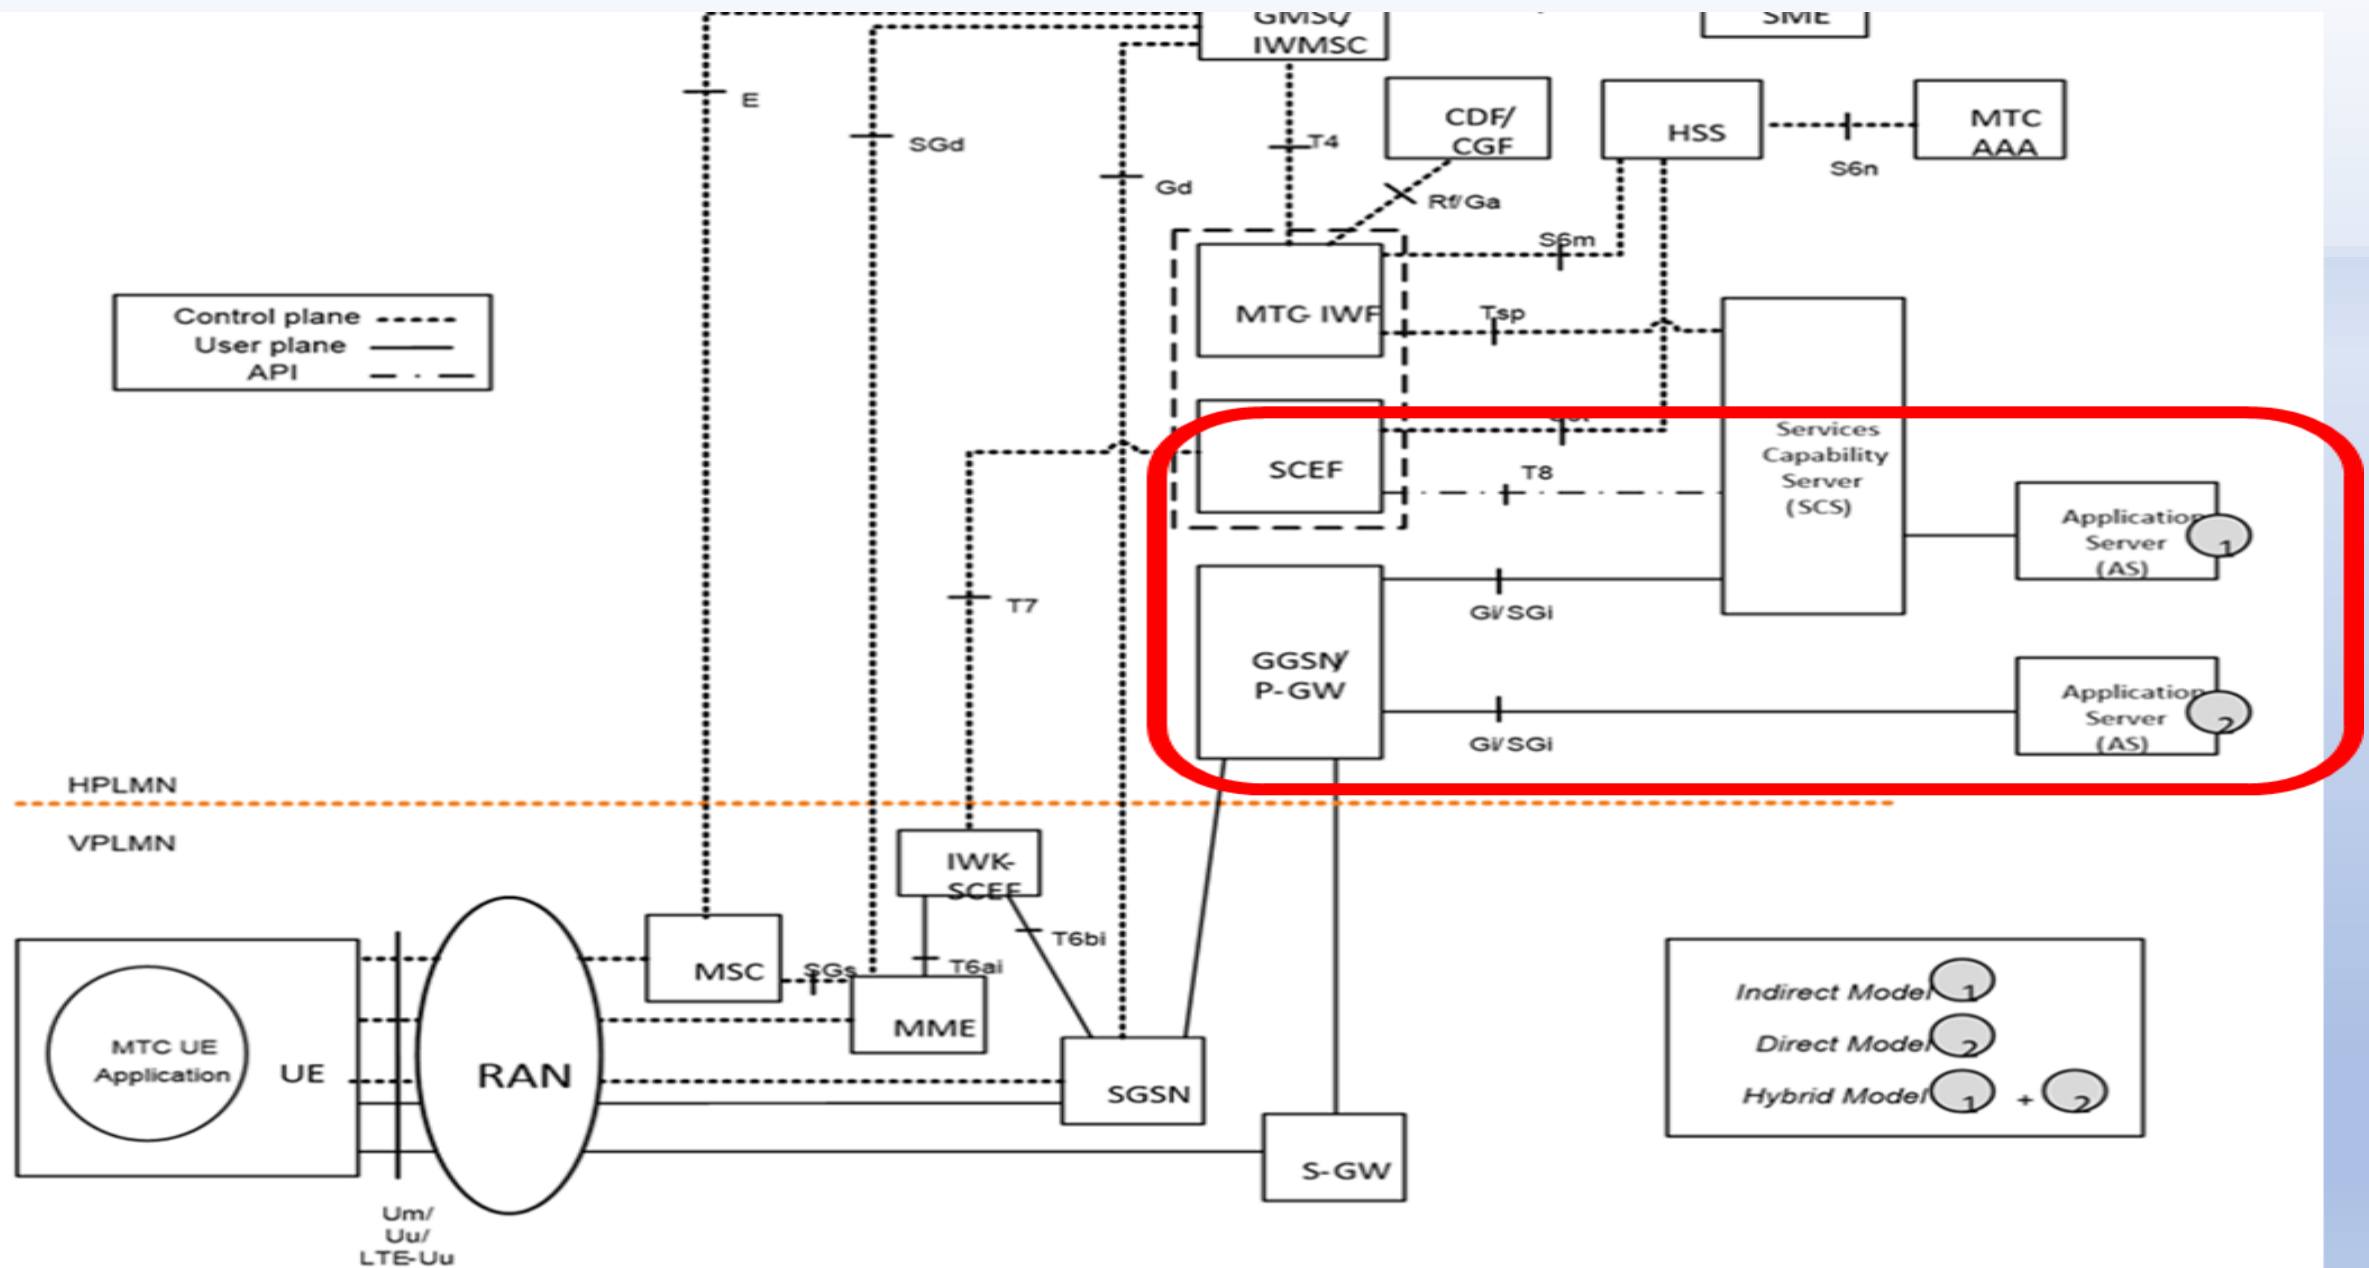 IWMSC
SME
E
SGd
Gd
T4
CDF/
CGF
HSS
MTC
AAA
S6n
Rf/Ga
S6m
MTC IWF
Tsp
Control plane
User plane
API
SCEF
T8
Services
Capability
Server
(SCS)
Application
Server
(AS)
1
T7
Gi/SGi
GGSN/
P-GW
Gi/SGi
Application
Server
(AS)
2
HPLMN
VPLMN
IWK-
SCEF
T6bi
T6ai
MSC
SGs
MME
MTC UE
Application
UE
RAN
SGSN
S-GW
Um/
Uu/
LTE-Uu
Indirect Model 1
Direct Model 2
Hybrid Model 1 + 2